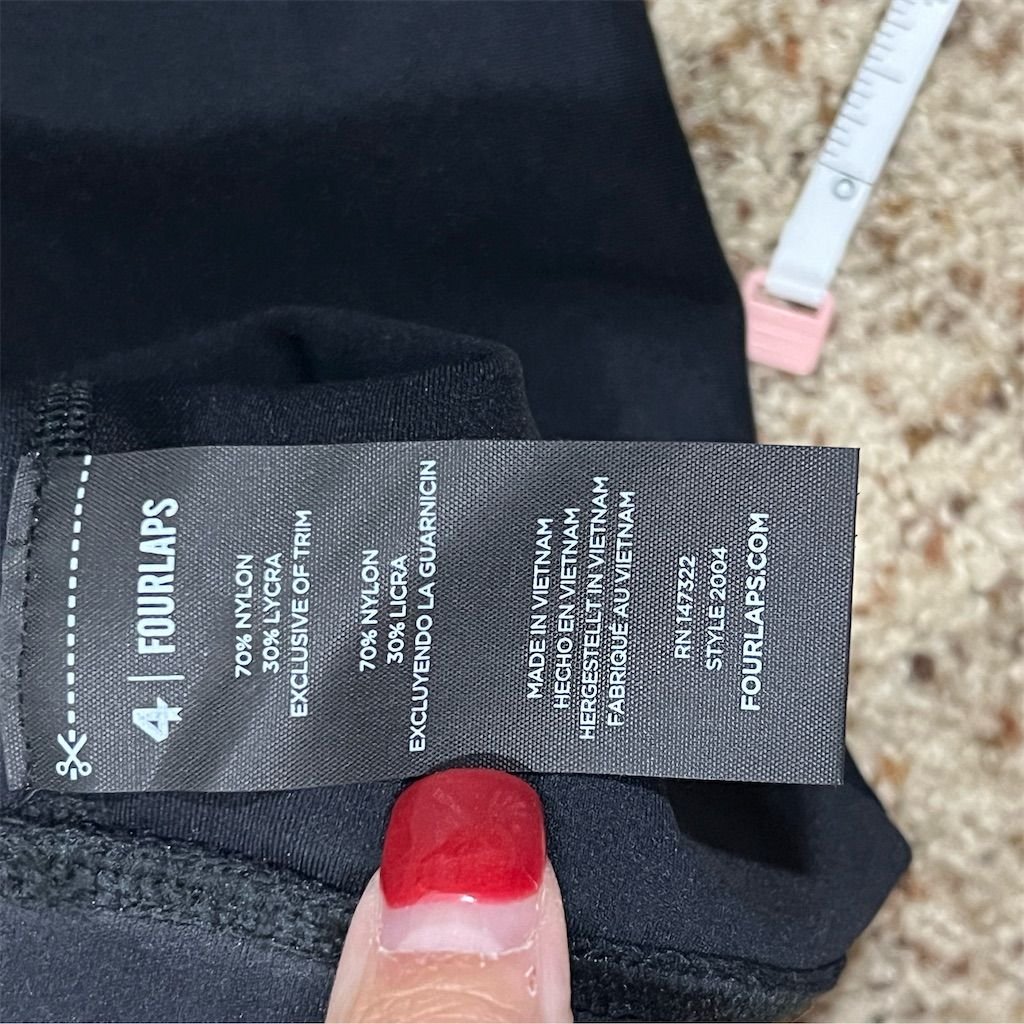 4 | FOURLAPS
70% NYLON
30% LYCRA
EXCLUSIVE OF TRIM
70% NYLON
30% LICRA
EXCLUYENDO LA GUARNICIN
MADE IN VIETNAM
HECHO EN VIETNAM
HERGESTELLT IN VIETNAM
FABRIQUÉ AU VIETNAM
RN 147322
STYLE 2004
FOURLAPS.COM